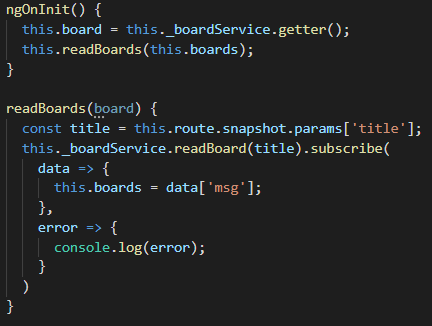 ngOnInit() {
this.board = this._boardService.getter();
this.readBoards(this.boards);
}
readBoards(board) {
const title = this.route.snapshot.params['title'];
this._boardService.readBoard(title).subscribe(
data => {
this.boards = data['msg'];
},
error => {
console.log(error);
}
)
}